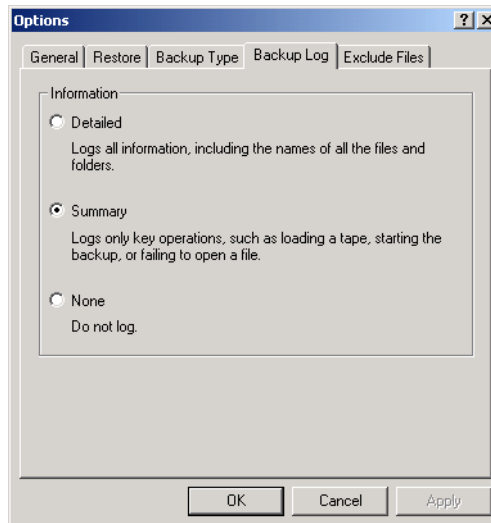 Options
General Restore Backup Type Backup Log Exclude Files
Information
Detailed
Logs all information, including the names of all the files and
folders.
Summary
Logs only key operations, such as loading a tape, starting the
backup, or failing to open a file.
None
Do not log.
OK Cancel Apply